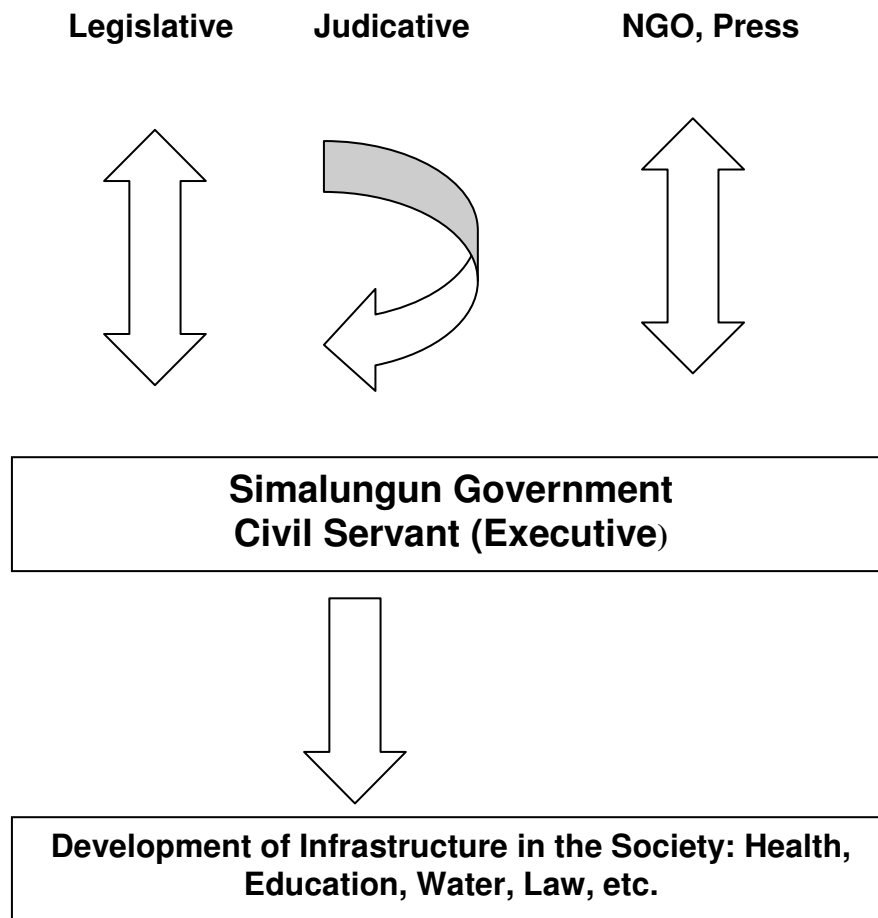 Legislative Judicative NGO, Press
Simalungun Government
Civil Servant (Executive)
Development of Infrastructure in the Society: Health,
Education, Water, Law, etc.